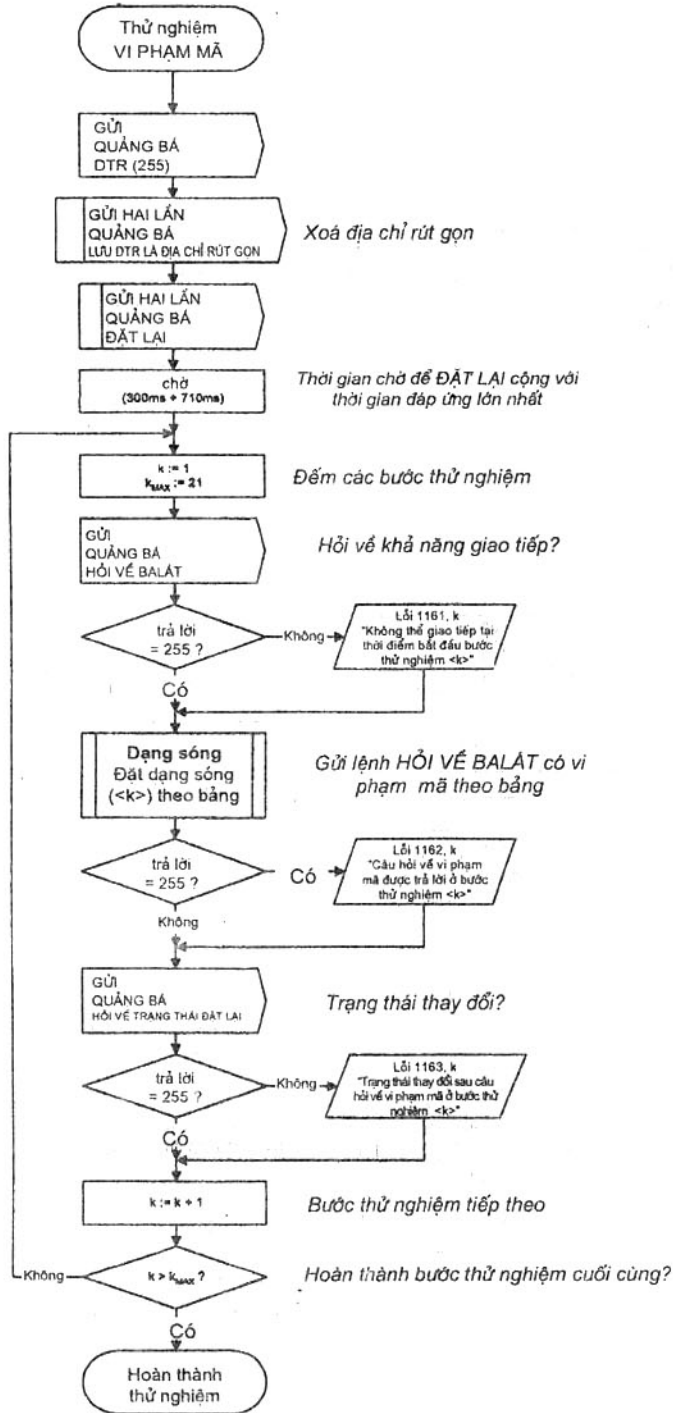 Thử nghiệm
VI PHẠM MÃ
GỬI
QUẢNG BÁ
DTR (255)
GỬI HAI LẦN
QUẢNG BÁ
LƯU DTR LÀ ĐỊA CHỈ RÚT GỌN
Xoá địa chỉ rút gọn
GỬI HAI LẦN
QUẢNG BÁ
ĐẶT LẠI
chờ
(300ms + 710ms)
Thời gian chờ để ĐẶT LẠI cộng với
thời gian đáp ứng lớn nhất
k := 1
kMAX := 21
Đếm các bước thử nghiệm
GỬI
QUẢNG BÁ
HỎI VỀ BALÁT
Hỏi về khả năng giao tiếp?
trả lời
= 255 ?
Không
Lỗi 1161, k
"Không thể giao tiếp tại
thời điểm bắt đầu bước
thử nghiệm <k>"
Có
Dạng sóng
Đặt dạng sóng
(<k>) theo bảng
Gửi lệnh HỎI VỀ BALÁT có vi
phạm mã theo bảng
trả lời
= 255 ?
Có
Lỗi 1162, k
"Câu hỏi về vi phạm
mã được trả lời ở bước
thử nghiệm <k>"
Không
GỬI
QUẢNG BÁ
HỎI VỀ TRẠNG THÁI ĐẶT LẠI
Trạng thái thay đổi?
trả lời
= 255 ?
Không
Lỗi 1163, k
"Trạng thái thay đổi sau câu
hỏi về vi phạm mã ở bước thử
nghiệm <k>"
Có
k := k + 1
Bước thử nghiệm tiếp theo
Không
k > kMAX ?
Hoàn thành bước thử nghiệm cuối cùng?
Có
Hoàn thành
thử nghiệm